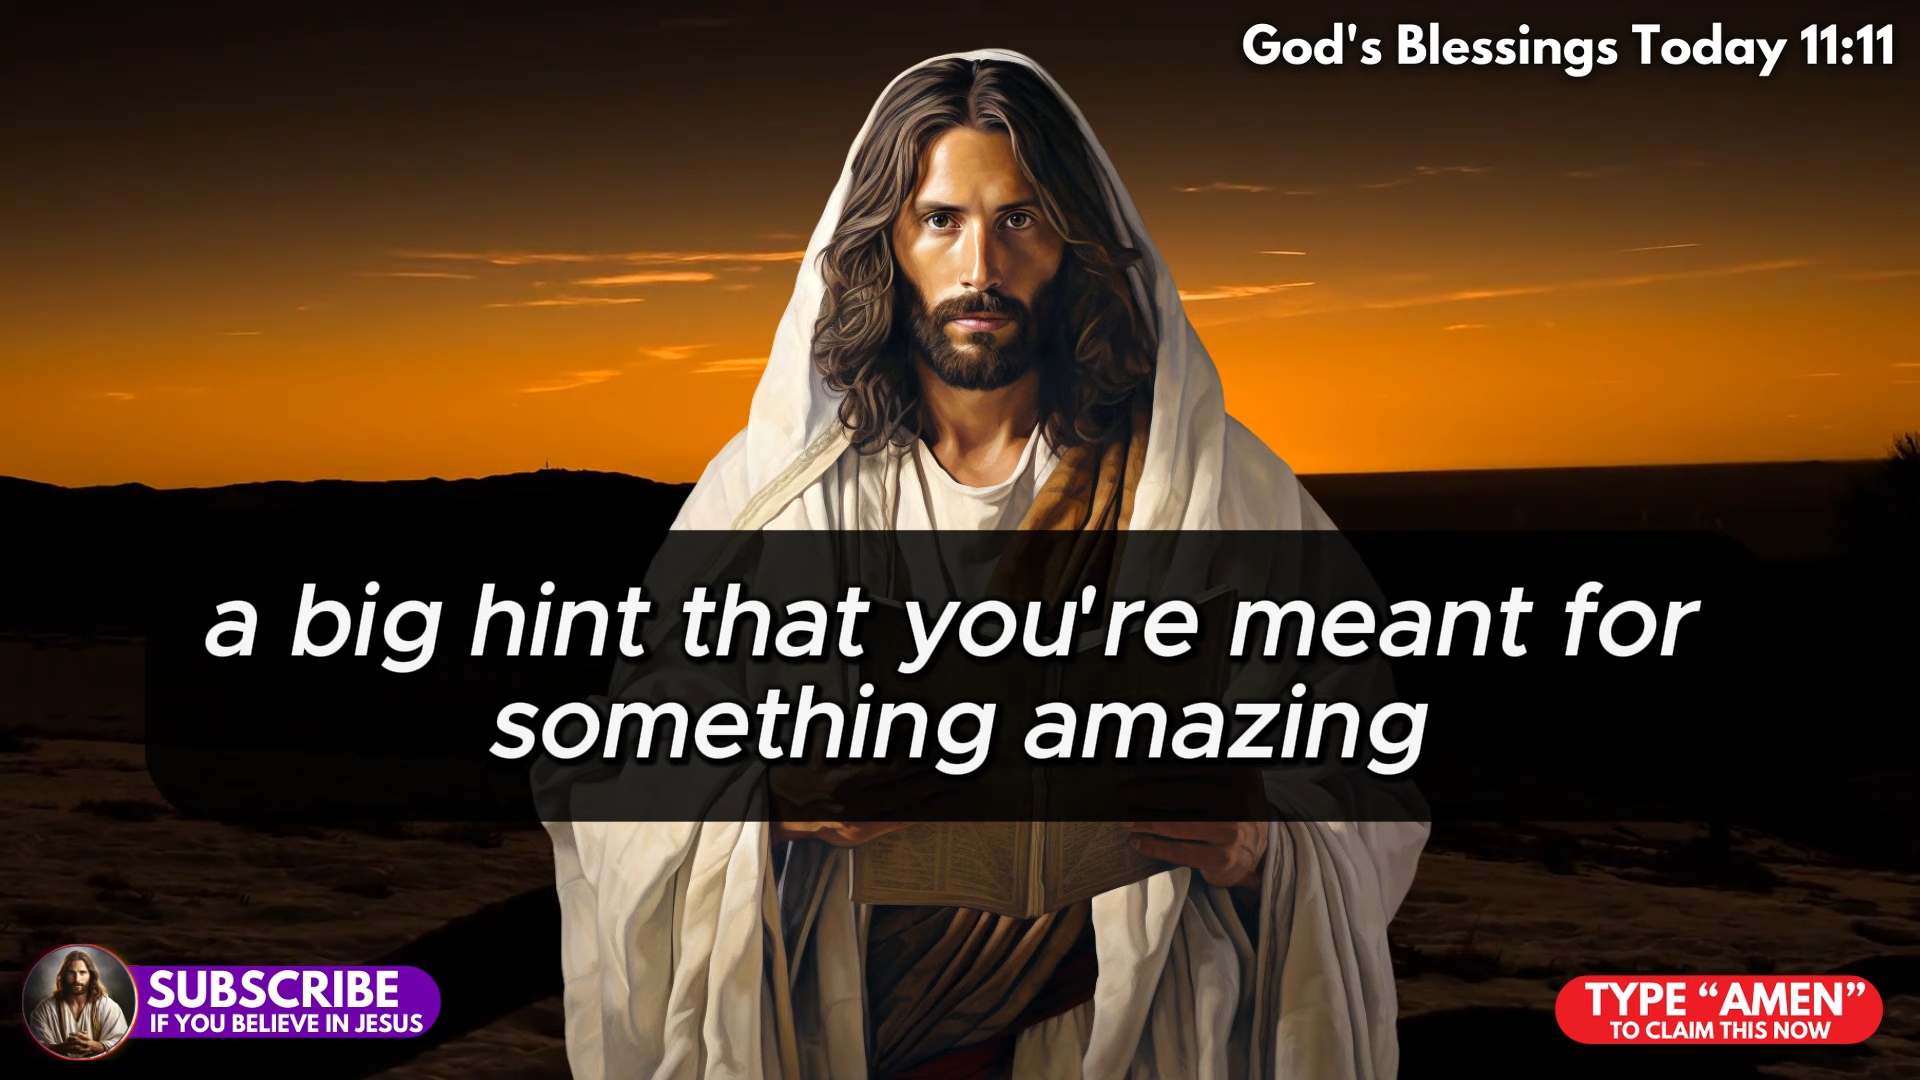 God's Blessings Today 11:11
a big hint that you're meant for
something amazing
SUBSCRIBE
IF YOU BELIEVE IN JESUS
TYPE “AMEN”
TO CLAIM THIS NOW